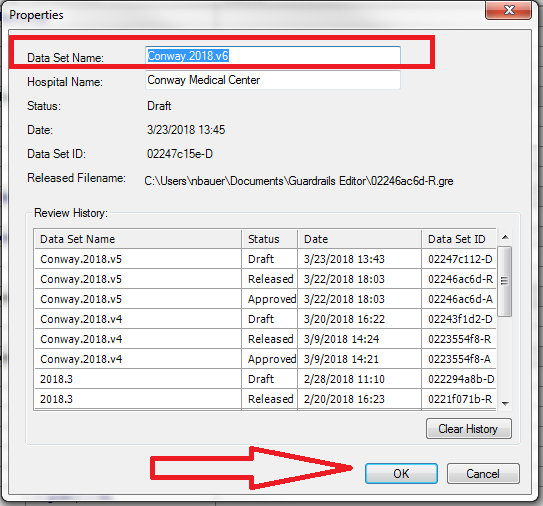 Properties
Data Set Name: Conway.2018.v6
Hospital Name: Conway Medical Center
Status: Draft
Date: 3/23/2018 13:45
Data Set ID: 02247c15e-D
Released Filename: C:\Users\nbauer\Documents\Guardrails Editor\02246ac6d-R.gre
Review History:
Data Set Name Status Date Data Set ID
Conway.2018.v5 Draft 3/23/2018 13:43 02247c112-D
Conway.2018.v5 Released 3/22/2018 18:03 02246ac6d-R
Conway.2018.v5 Approved 3/22/2018 18:03 02246ac6d-A
Conway.2018.v4 Draft 3/20/2018 16:22 02243f1d2-D
Conway.2018.v4 Released 3/9/2018 14:24 0223554f8-R
Conway.2018.v4 Approved 3/9/2018 14:21 0223554f8-A
2018.3 Draft 2/28/2018 11:10 022294a8b-D
2018.3 Released 2/20/2018 16:23 0221f071b-R
Clear History
OK Cancel